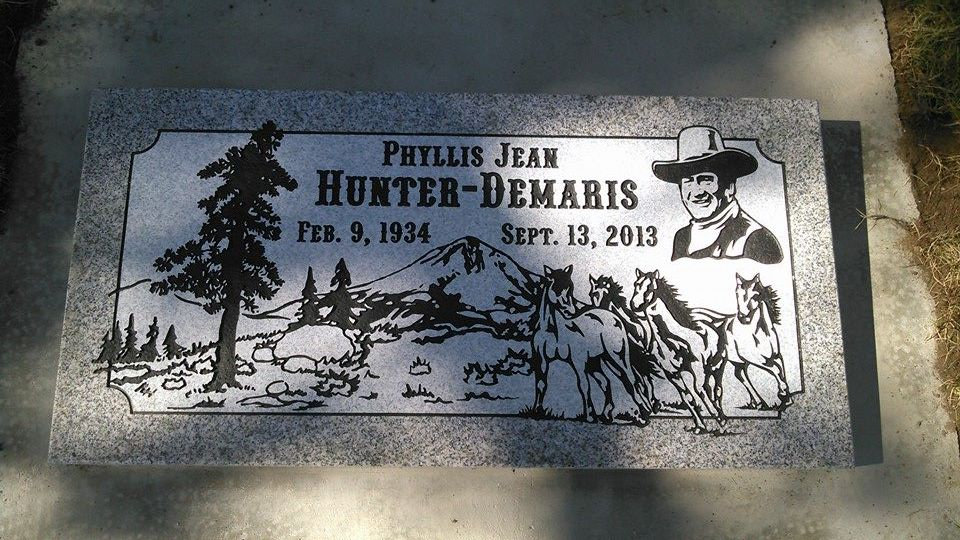 Phyllis Jean
Hunter-Demaris
Feb. 9, 1934 Sept. 13, 2013